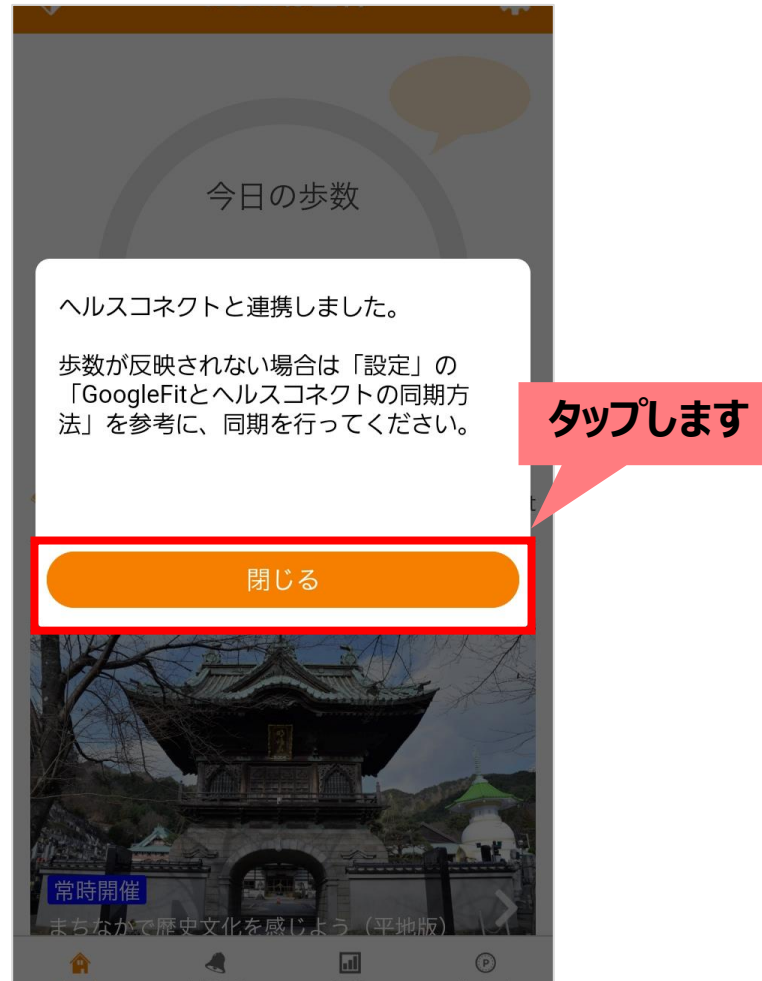 今日の歩数
ヘルスコネクトと連携しました。
歩数が反映されない場合は「設定」の
「GoogleFitとヘルスコネクトの同期方
法」を参考に、同期を行ってください。
タップします
閉じる
常時開催
まちなかで歴史文化を感じよう（平地版）
P